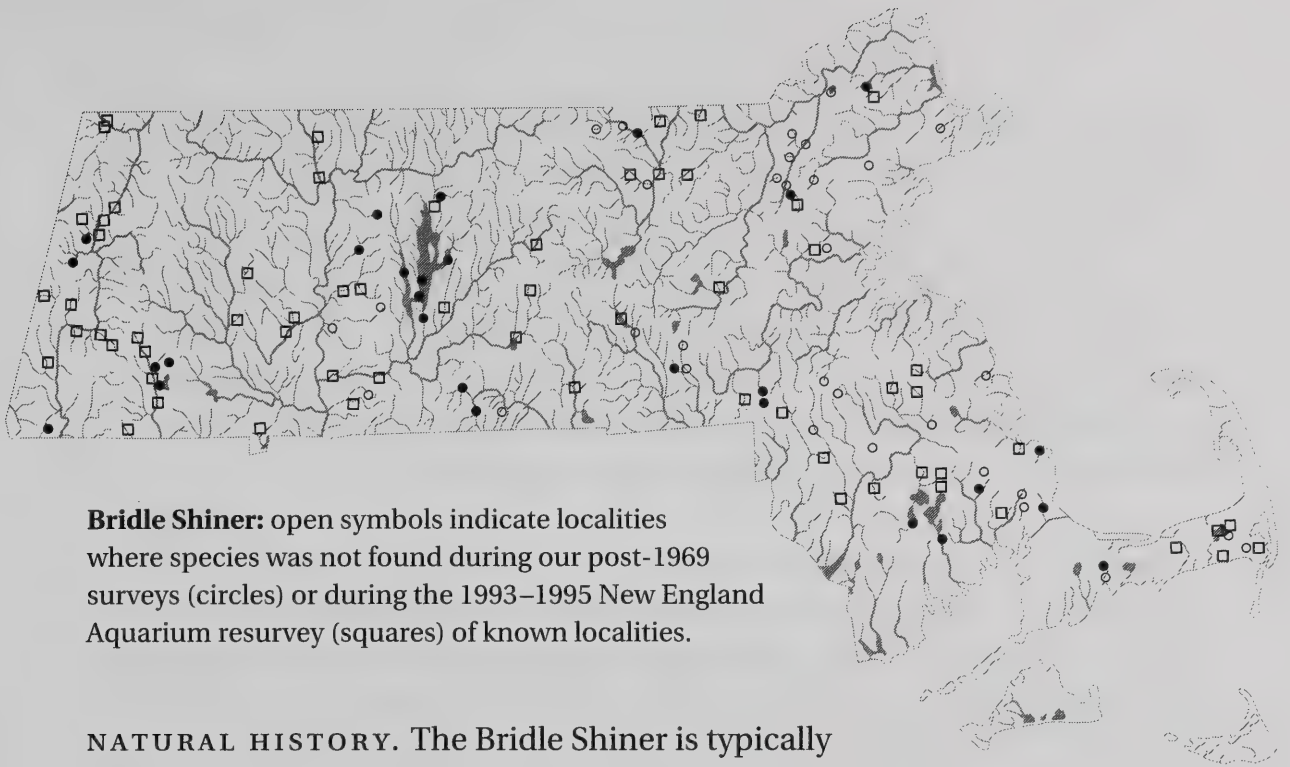 Bridle Shiner: open symbols indicate localities
where species was not found during our post-1969
surveys (circles) or during the 1993–1995 New England
Aquarium resurvey (squares) of known localities.
NATURAL HISTORY. The Bridle Shiner is typically